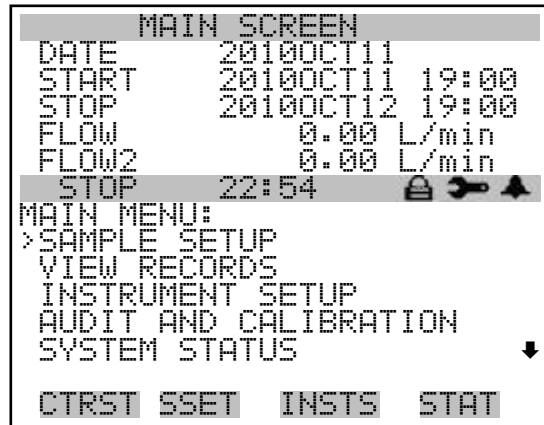 MAIN SCREEN
DATE 2010OCT11
START 2010OCT11 19:00
STOP 2010OCT12 19:00
FLOW 0.00 L/min
FLOW2 0.00 L/min
STOP 22:54
MAIN MENU:
>SAMPLE SETUP
VIEW RECORDS
INSTRUMENT SETUP
AUDIT AND CALIBRATION
SYSTEM STATUS
CTRST SSET INSTS STAT